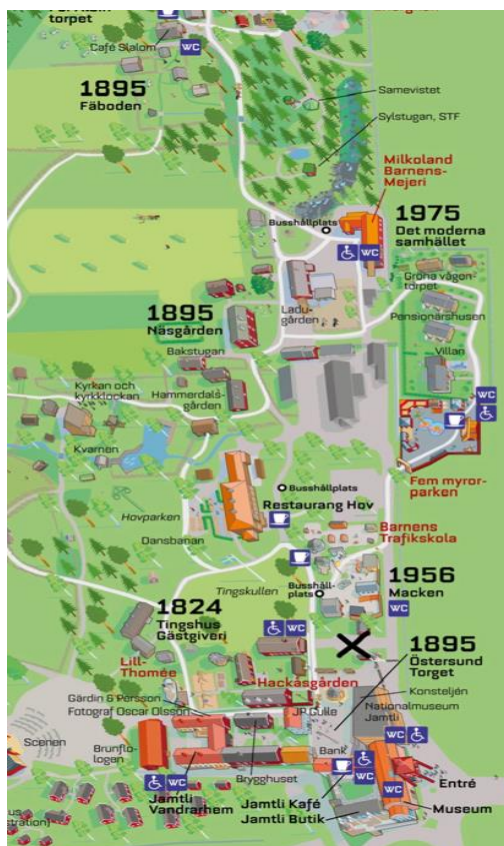 torpet
Café Slalom
WC
1895
Fäboden
Samevistet
Sylstugan, STF
Milkoland
Barnens-
Mejeri
Busshållplats
WC
1975
Det moderna
samhället
Gröna vågen-
torpet
Pensionärshusen
Villan
1895
Näsgården
Ladu-
gården
Bakstugan
Kyrkan och
kyrkklockan
Hammerdals-
gården
Kvarnen
WC
Fem myror-
parken
Busshållplats
Restaurang Hov
Hovparken
Dansbanan
Barnens
Trafikskola
Tingskullen
Busshåll-
plats
1956
Macken
WC
1824
Tingshus
Gästgiveri
WC
Lill-
Thomée
Hackåsgården
1895
Östersund
Torget
Gärdin & Persson
Fotograf Oscar Olsson
JP Gulle
Konsteljén
Nationalmuseum
Jamtli
Scenen
Brunflo-
logen
Brygghuset
Bank
WC
WC
WC
Entré
Jamtli
Vandrarhem
Jamtli Kafé
Jamtli Butik
Museum